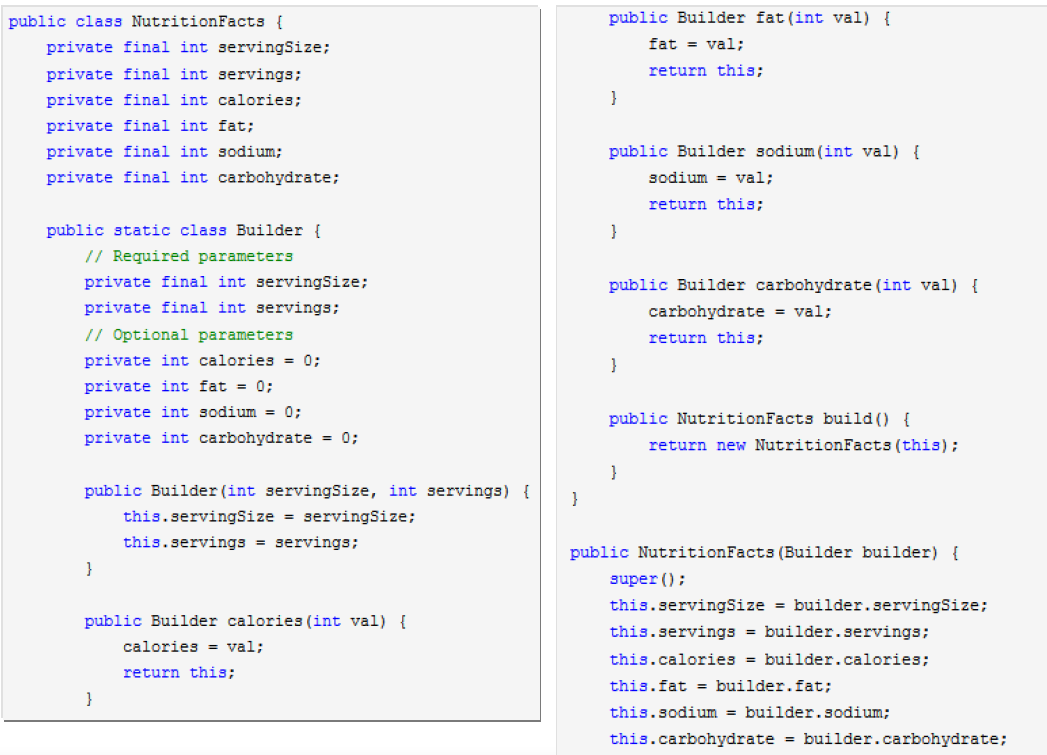 public class NutritionFacts {
    private final int servingSize;
    private final int servings;
    private final int calories;
    private final int fat;
    private final int sodium;
    private final int carbohydrate;

    public static class Builder {
        // Required parameters
        private final int servingSize;
        private final int servings;
        // Optional parameters
        private int calories = 0;
        private int fat = 0;
        private int sodium = 0;
        private int carbohydrate = 0;

        public Builder(int servingSize, int servings) {
            this.servingSize = servingSize;
            this.servings = servings;
        }

        public Builder calories(int val) {
            calories = val;
            return this;
        }

        public Builder fat(int val) {
            fat = val;
            return this;
        }

        public Builder sodium(int val) {
            sodium = val;
            return this;
        }

        public Builder carbohydrate(int val) {
            carbohydrate = val;
            return this;
        }

        public NutritionFacts build() {
            return new NutritionFacts(this);
        }
    }

    public NutritionFacts(Builder builder) {
        super();
        this.servingSize = builder.servingSize;
        this.servings = builder.servings;
        this.calories = builder.calories;
        this.fat = builder.fat;
        this.sodium = builder.sodium;
        this.carbohydrate = builder.carbohydrate;